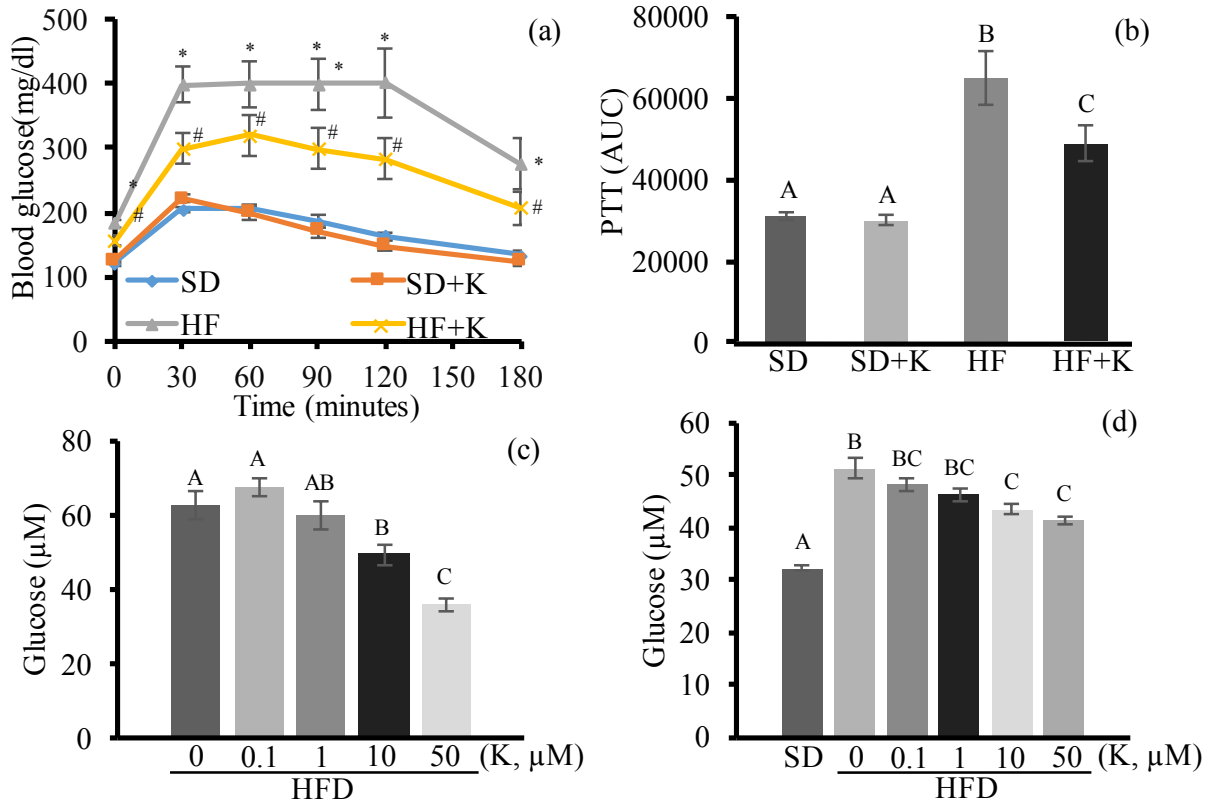 (a)
Blood glucose(mg/dl)
500
400
300
200
100
0
* * * * * * *
# # # # # #
SD
SD+K
HF
HF+K
0 30 60 90 120 150 180
Time (minutes)
(b)
PTT (AUC)
80000
60000
40000
20000
0
A A B C
SD SD+K HF HF+K
(c)
Glucose (μM)
80
60
40
20
0
A A AB B C
0 0.1 1 10 50 (K, μM)
HFD
(d)
Glucose (μM)
60
50
40
30
20
10
0
A B BC BC C C
SD 0 0.1 1 10 50 (K, μM)
HFD